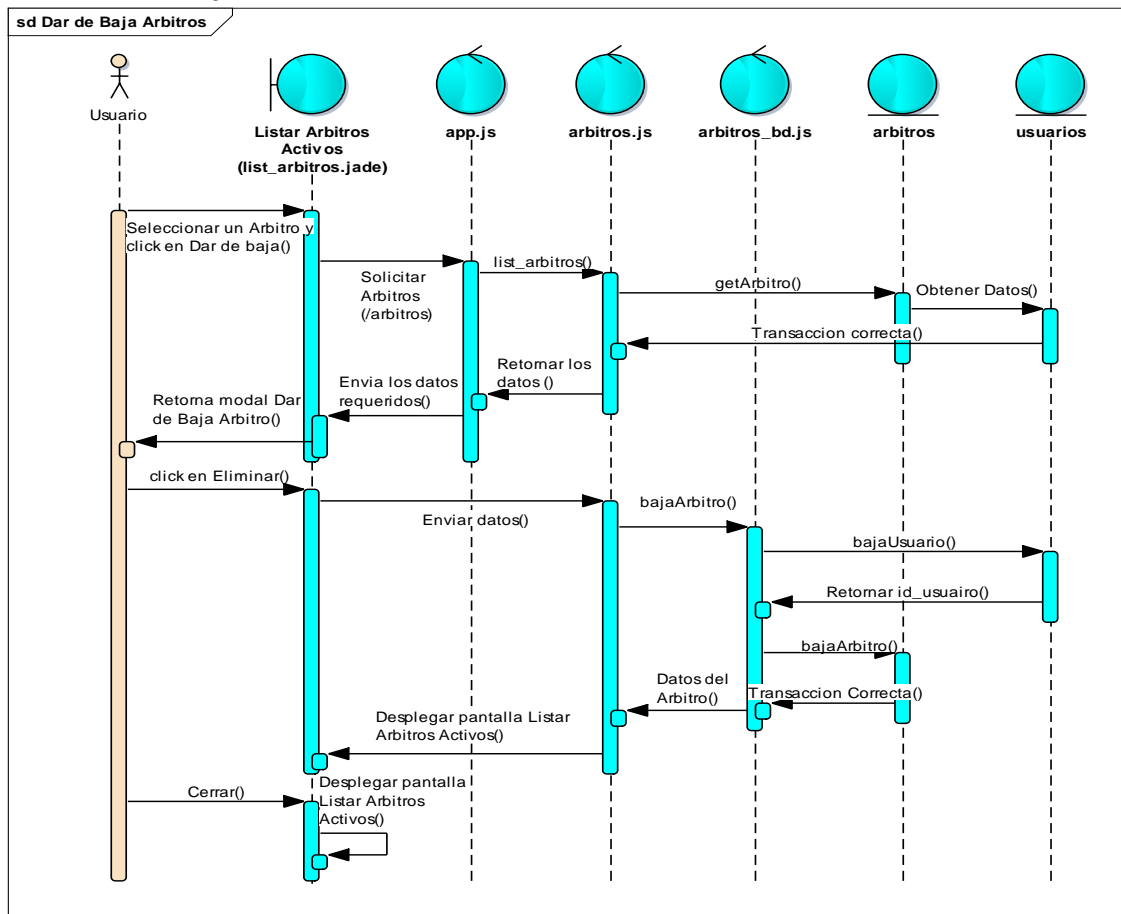 sd Dar de Baja Arbitros
Usuario
Listar Arbitros
Activos
(list_arbitros.jade)
app.js
arbitros.js
arbitros_bd.js
arbitros
usuarios
Seleccionar un Arbitro y
click en Dar de baja()
Solicitar
Arbitros
(/arbitros)
list_arbitros()
getArbitro()
Obtener Datos()
Transaccion correcta()
Retornar los
datos ()
Envia los datos
requeridos()
Retorna modal Dar
de Baja Arbitro()
click en Eliminar()
Enviar datos()
bajaArbitro()
bajaUsuario()
Retornar id_usuairo()
bajaArbitro()
Transaccion Correcta()
Datos del
Arbitro()
Desplegar pantalla Listar
Arbitros Activos()
Cerrar()
Desplegar pantalla
Listar Arbitros
Activos()